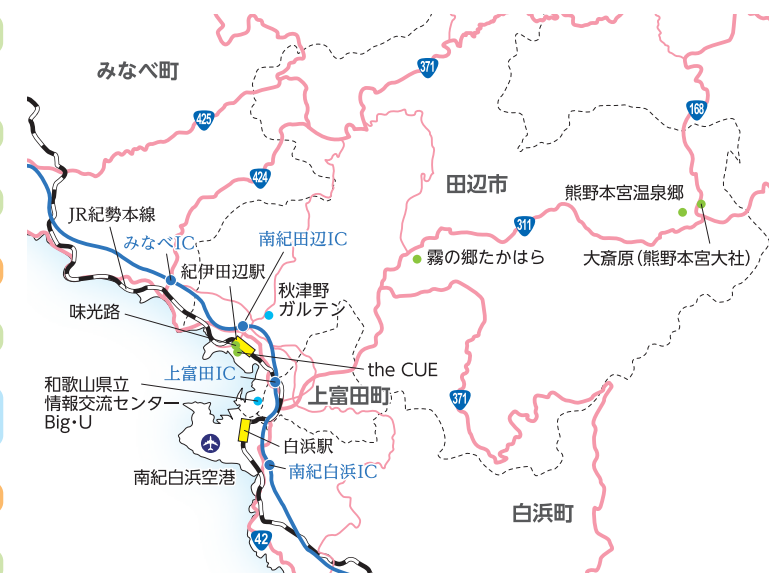 みなべ町
371
425
168
424
田辺市
熊野本宮温泉郷
JR紀勢本線
311
みなべIC
南紀田辺IC
霧の郷たかはら
大斎原（熊野本宮大社）
紀伊田辺駅
秋津野
ガルテン
味光路
the CUE
上富田IC
和歌山県立
情報交流センター
Big・U
上富田町
371
白浜駅
南紀白浜空港
南紀白浜IC
白浜町
42